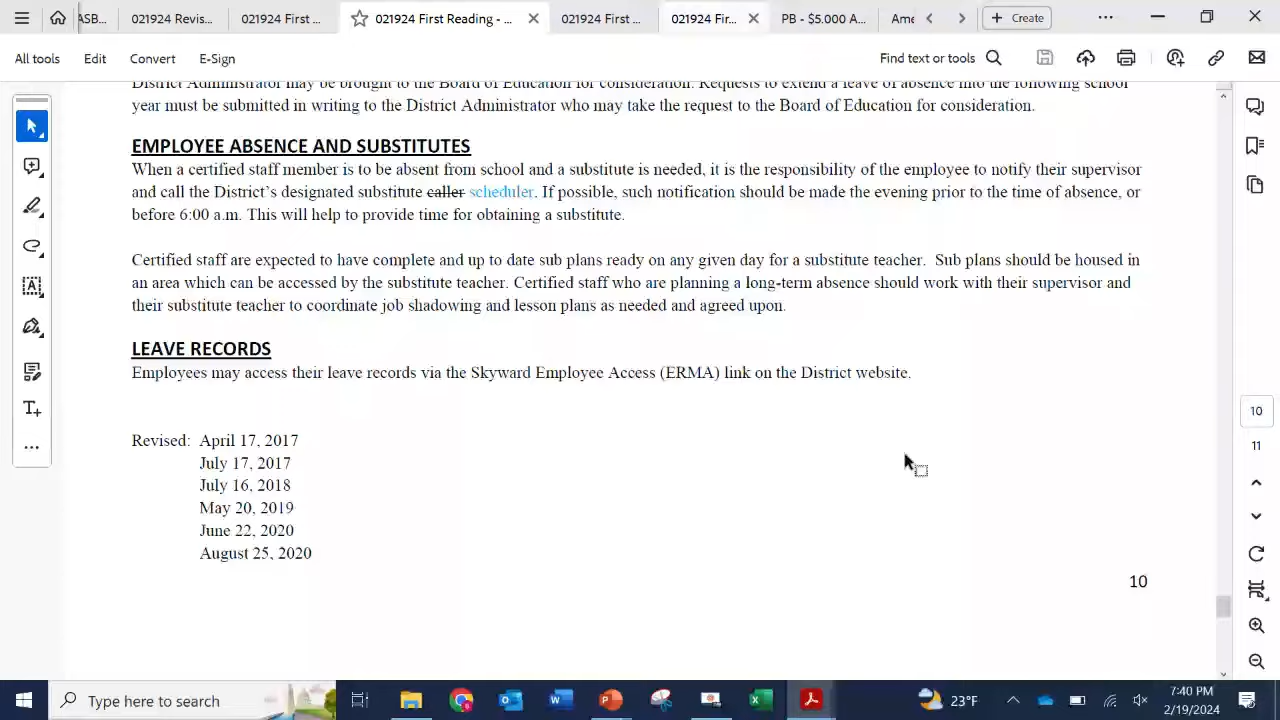 ASB...
021924 Revis...
021924 First ...
021924 First Reading - ...
021924 First ...
021924 Fir...
PB - $5.000 A...
Ame
Create
All tools
Edit
Convert
E-Sign
Find text or tools
District Administrator may be brought to the Board of Education for consideration. Requests to extend a leave of absence into the following school
year must be submitted in writing to the District Administrator who may take the request to the Board of Education for consideration.
EMPLOYEE ABSENCE AND SUBSTITUTES
When a certified staff member is to be absent from school and a substitute is needed, it is the responsibility of the employee to notify their supervisor
and call the District's designated substitute caller scheduler. If possible, such notification should be made the evening prior to the time of absence, or
before 6:00 a.m. This will help to provide time for obtaining a substitute.
Certified staff are expected to have complete and up to date sub plans ready on any given day for a substitute teacher.  Sub plans should be housed in
an area which can be accessed by the substitute teacher. Certified staff who are planning a long-term absence should work with their supervisor and
their substitute teacher to coordinate job shadowing and lesson plans as needed and agreed upon.
LEAVE RECORDS
Employees may access their leave records via the Skyward Employee Access (ERMA) link on the District website.
Revised:  April 17, 2017
July 17, 2017
July 16, 2018
May 20, 2019
June 22, 2020
August 25, 2020
10
10
11
Type here to search
23°F
7:40 PM
2/19/2024